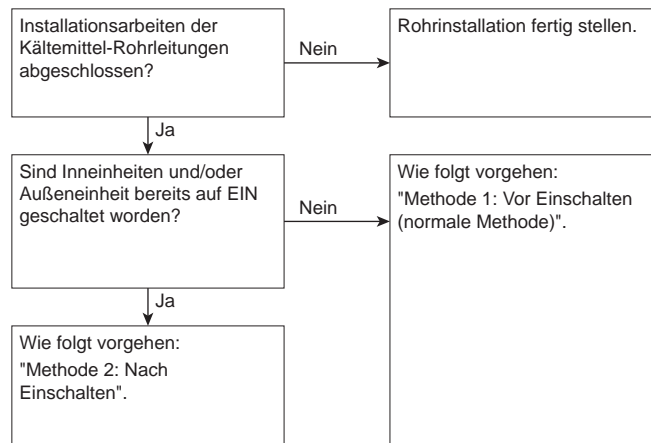 Installationsarbeiten der
Kältemittel-Rohrleitungen
abgeschlossen?
Nein
Rohrinstallation fertig stellen.
Ja
Sind Inneinheiten und/oder
Außeneinheit bereits auf EIN
geschaltet worden?
Nein
Wie folgt vorgehen:
"Methode 1: Vor Einschalten
(normale Methode)".
Ja
Wie folgt vorgehen:
"Methode 2: Nach
Einschalten".